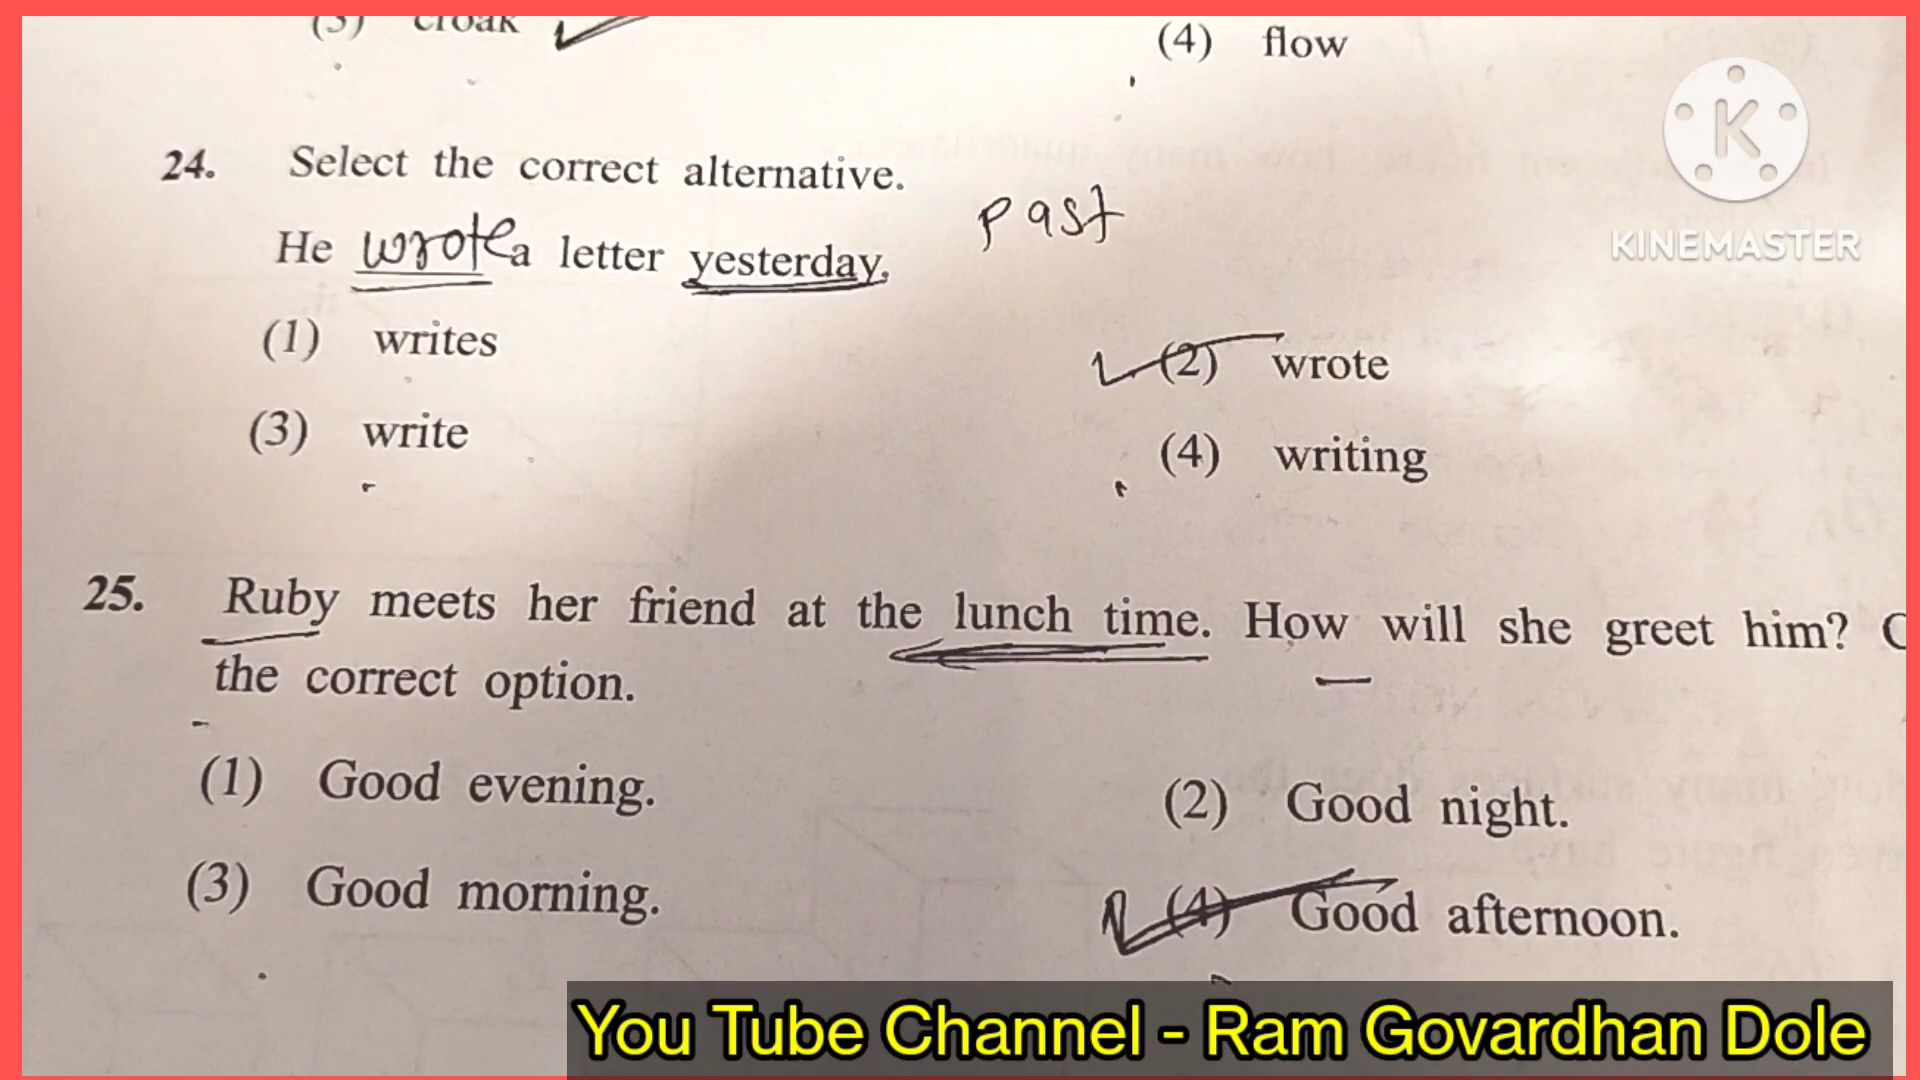 (3) croak (4) flow
24. Select the correct alternative.
past
He wrote a letter yesterday.
(1) writes (2) wrote
(3) write (4) writing
25. Ruby meets her friend at the lunch time. How will she greet him?
the correct option.
(1) Good evening. (2) Good night.
(3) Good morning. (4) Good afternoon.
K
KINEMASTER
You Tube Channel - Ram Govardhan Dole